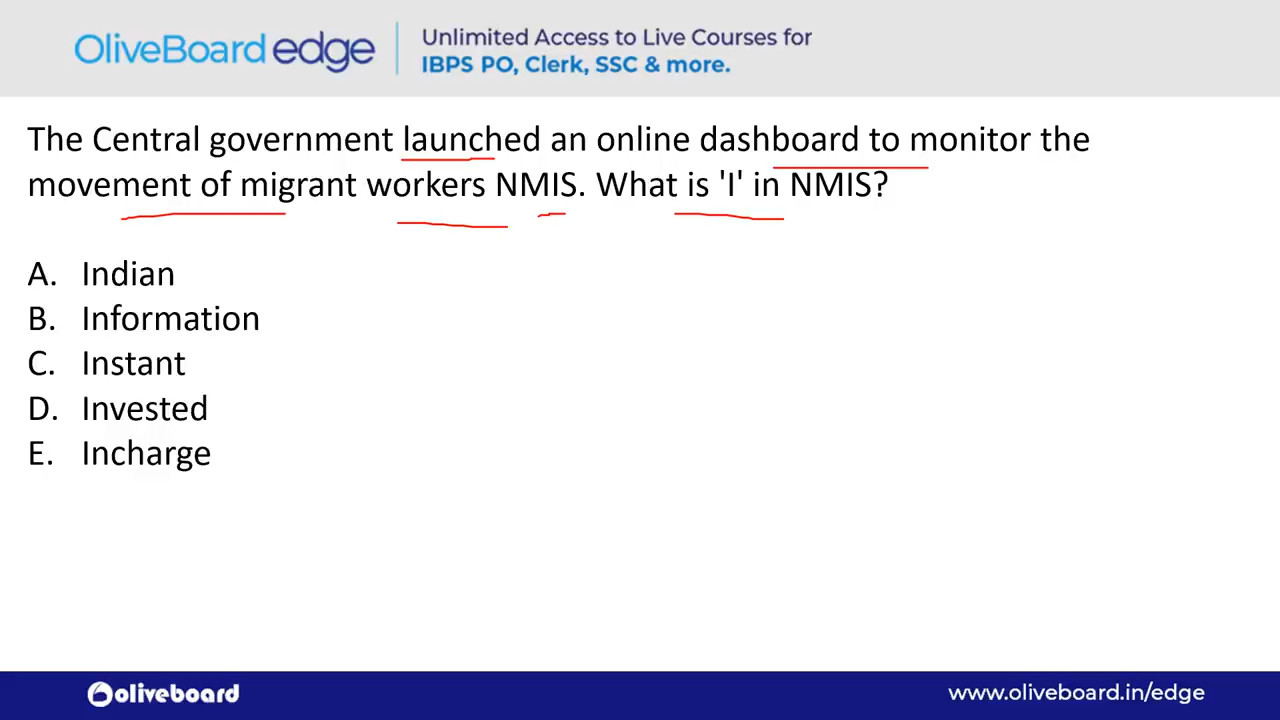 OliveBoard edge
Unlimited Access to Live Courses for
IBPS PO, Clerk, SSC & more.
The Central government launched an online dashboard to monitor the
movement of migrant workers NMIS. What is 'I' in NMIS?
A. Indian
B. Information
C. Instant
D. Invested
E. Incharge
oliveboard
www.oliveboard.in/edge